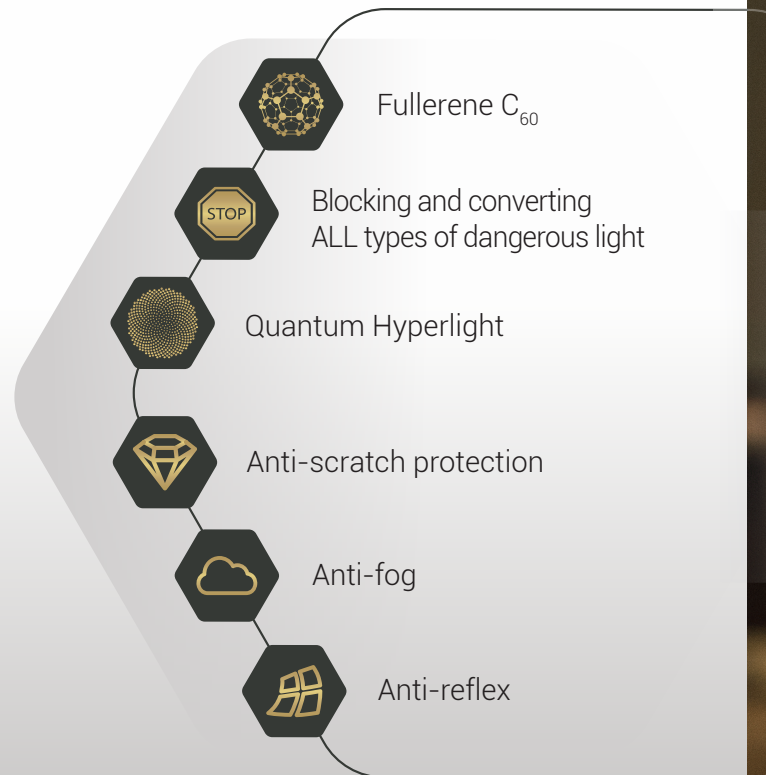 Fullerene C60
STOP
Blocking and converting
ALL types of dangerous light
Quantum Hyperlight
Anti-scratch protection
Anti-fog
Anti-reflex